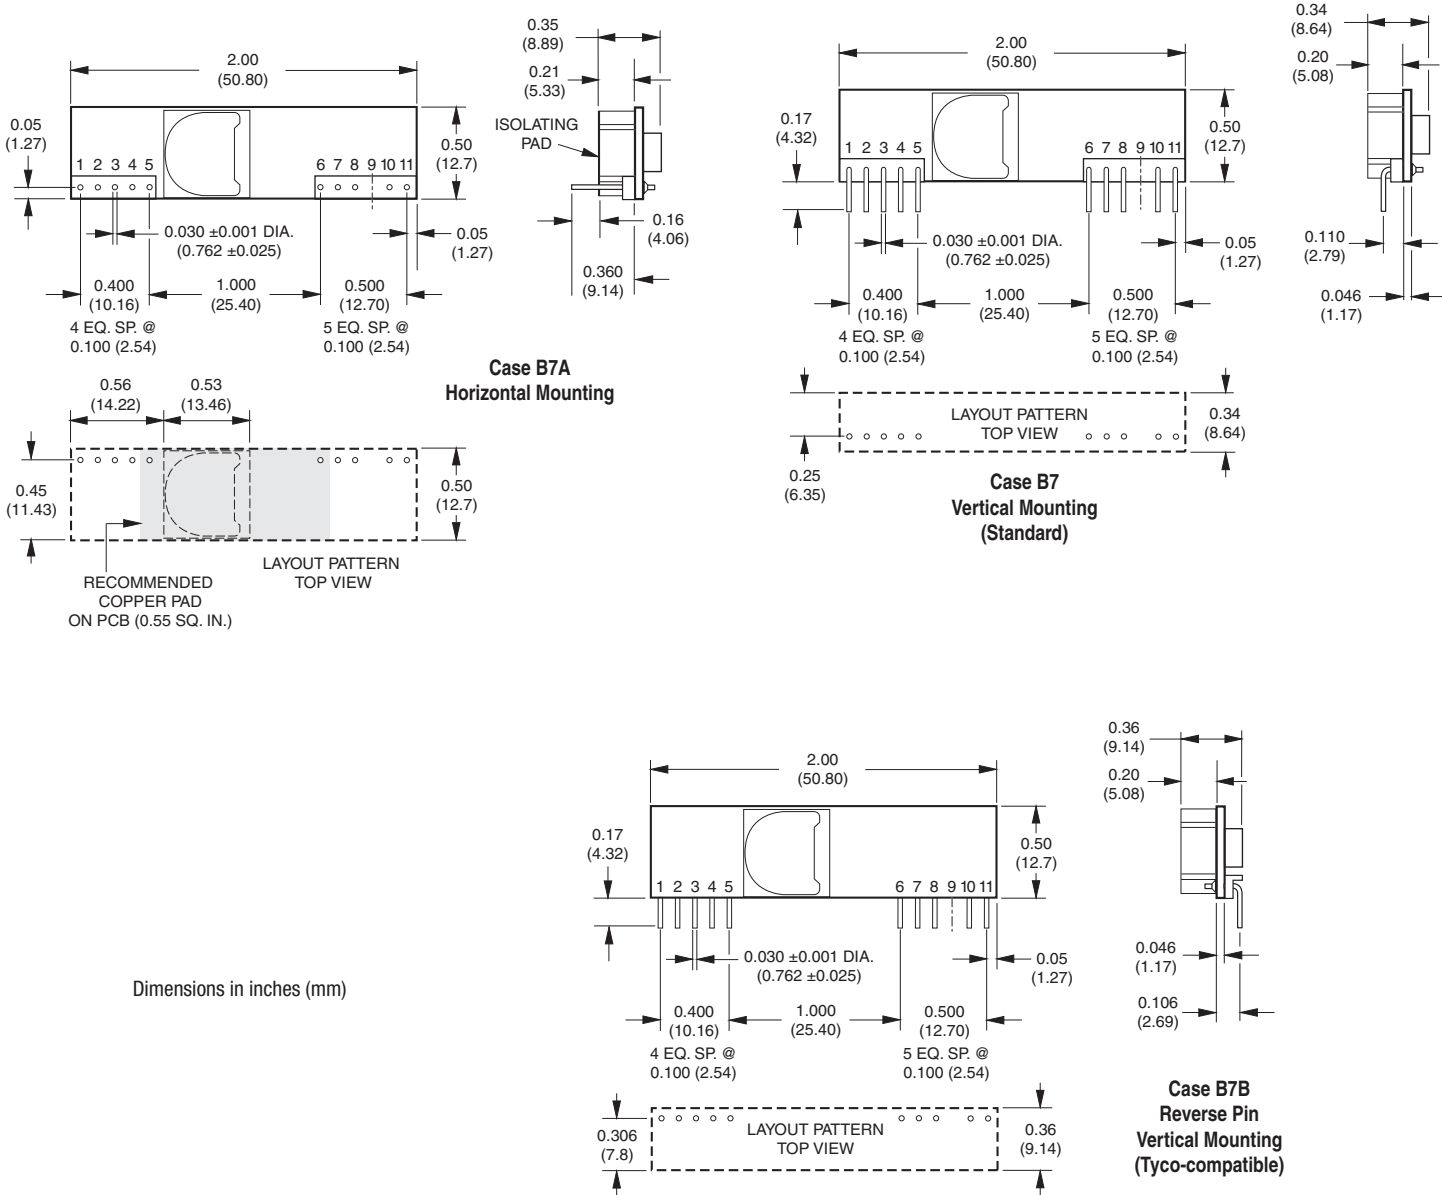 2.00
(50.80)
0.05
(1.27)
1 2 3 4 5
6 7 8 9 10 11
0.50
(12.7)
0.030 ±0.001 DIA.
(0.762 ±0.025)
0.05
(1.27)
0.400
(10.16)
1.000
(25.40)
0.500
(12.70)
4 EQ. SP. @
0.100 (2.54)
5 EQ. SP. @
0.100 (2.54)
0.35
(8.89)
0.21
(5.33)
ISOLATING
PAD
0.16
(4.06)
0.360
(9.14)
Case B7A
Horizontal Mounting
0.56
(14.22)
0.53
(13.46)
0.45
(11.43)
0.50
(12.7)
RECOMMENDED
COPPER PAD
ON PCB (0.55 SQ. IN.)
LAYOUT PATTERN
TOP VIEW
2.00
(50.80)
0.17
(4.32)
1 2 3 4 5
6 7 8 9 10 11
0.50
(12.7)
0.030 ±0.001 DIA.
(0.762 ±0.025)
0.05
(1.27)
0.400
(10.16)
1.000
(25.40)
0.500
(12.70)
4 EQ. SP. @
0.100 (2.54)
5 EQ. SP. @
0.100 (2.54)
0.34
(8.64)
0.20
(5.08)
0.110
(2.79)
0.046
(1.17)
LAYOUT PATTERN
TOP VIEW
0.34
(8.64)
0.25
(6.35)
Case B7
Vertical Mounting
(Standard)
2.00
(50.80)
0.17
(4.32)
1 2 3 4 5
6 7 8 9 10 11
0.50
(12.7)
0.030 ±0.001 DIA.
(0.762 ±0.025)
0.05
(1.27)
0.400
(10.16)
1.000
(25.40)
0.500
(12.70)
4 EQ. SP. @
0.100 (2.54)
5 EQ. SP. @
0.100 (2.54)
0.36
(9.14)
0.20
(5.08)
0.046
(1.17)
0.106
(2.69)
Dimensions in inches (mm)
0.306
(7.8)
LAYOUT PATTERN
TOP VIEW
0.36
(9.14)
Case B7B
Reverse Pin
Vertical Mounting
(Tyco-compatible)